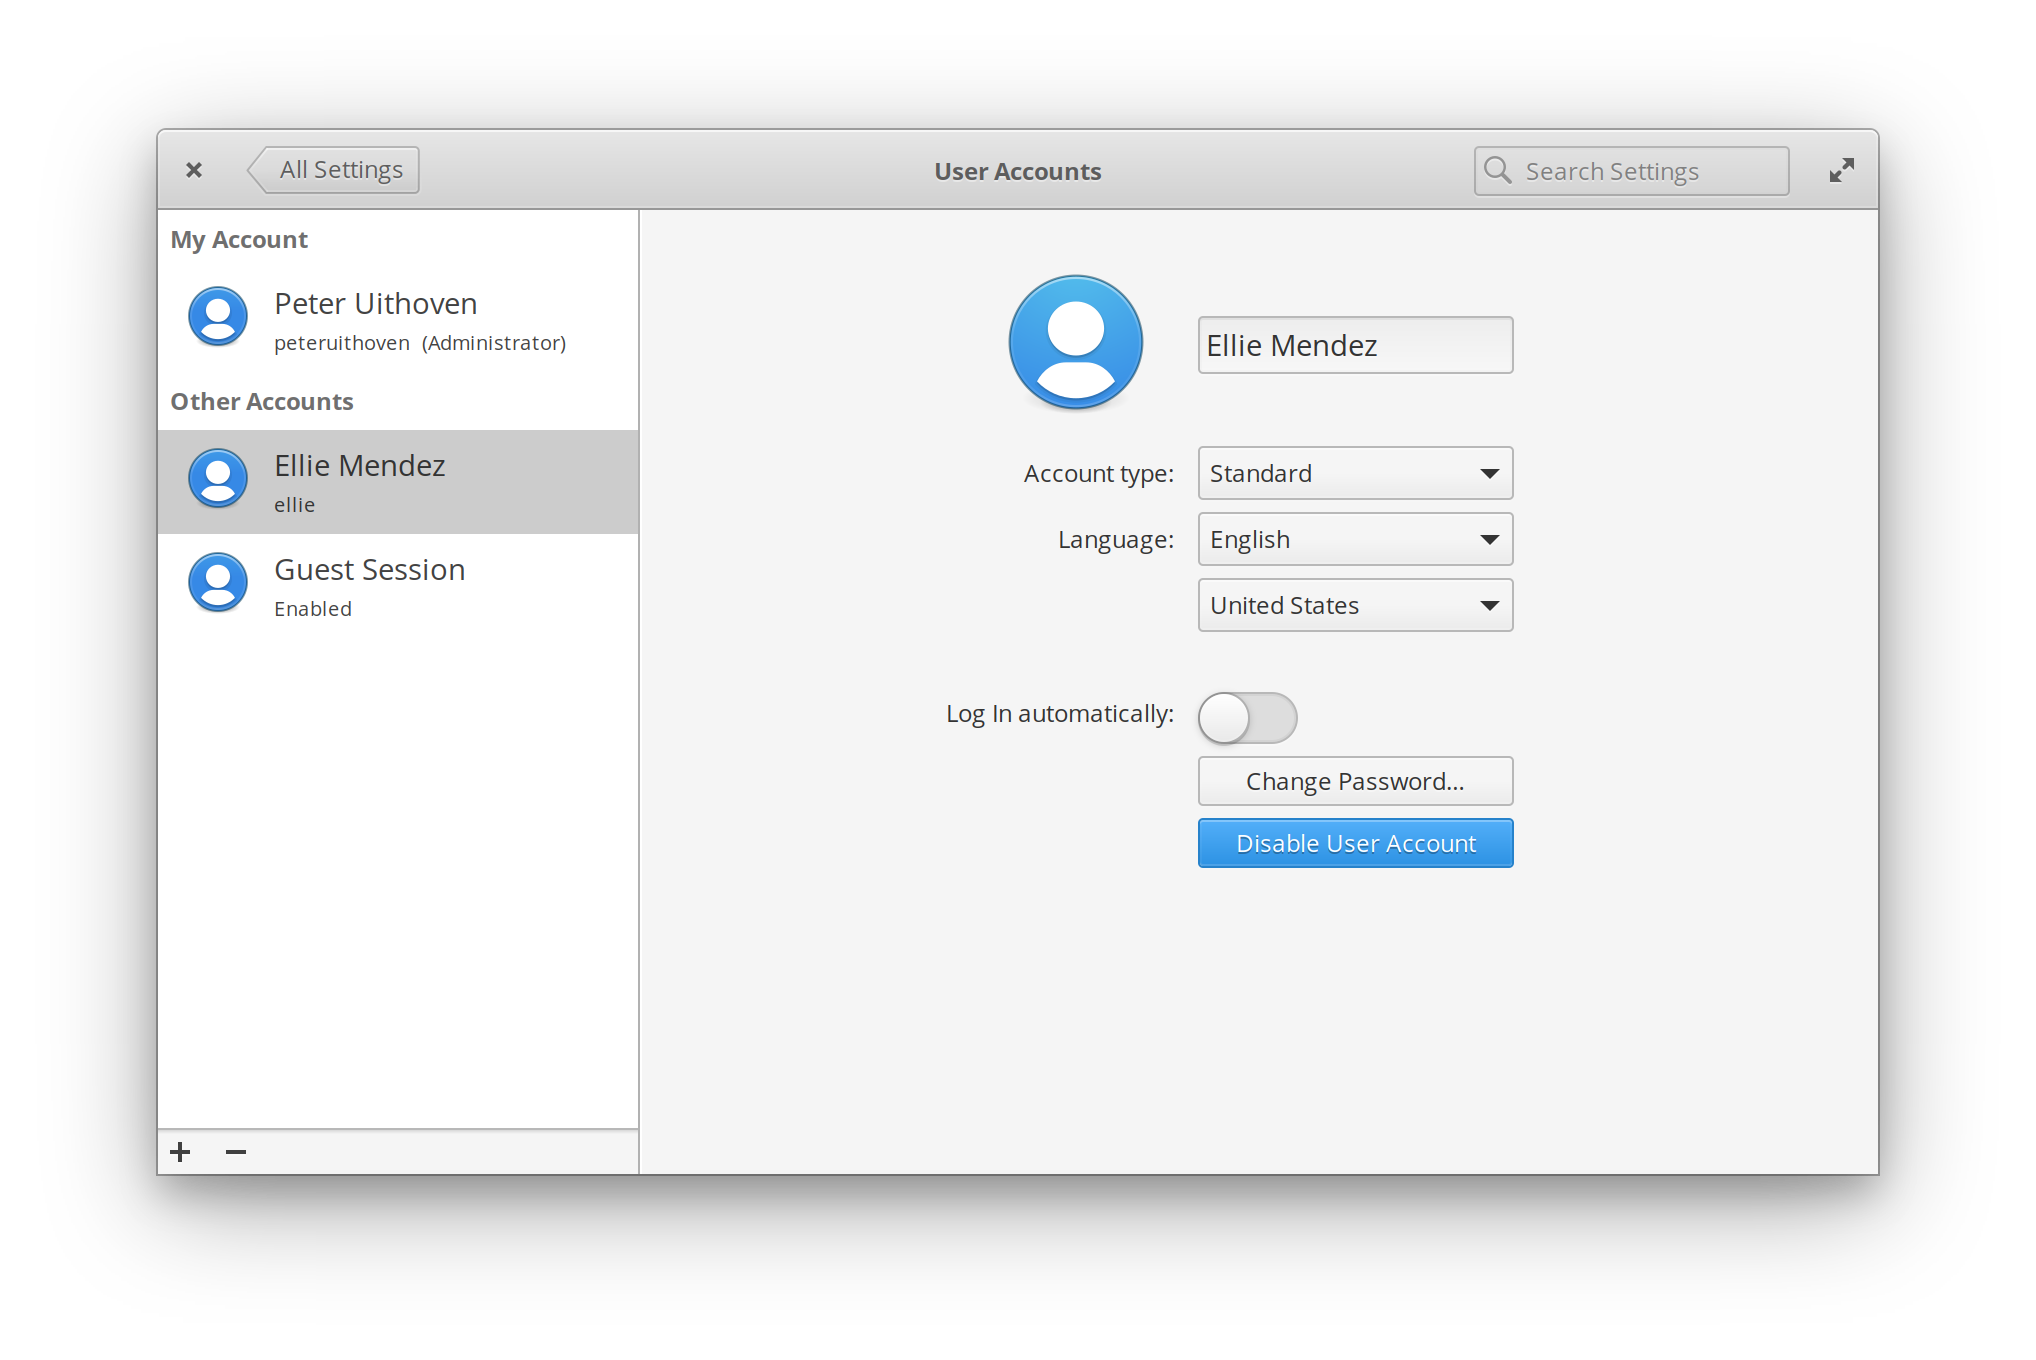 All Settings
User Accounts
Search Settings
My Account
Peter Uithoven
peteruithoven (Administrator)
Other Accounts
Ellie Mendez
ellie
Guest Session
Enabled
Ellie Mendez
Account type: Standard
Language: English
United States
Log In automatically:
Change Password...
Disable User Account